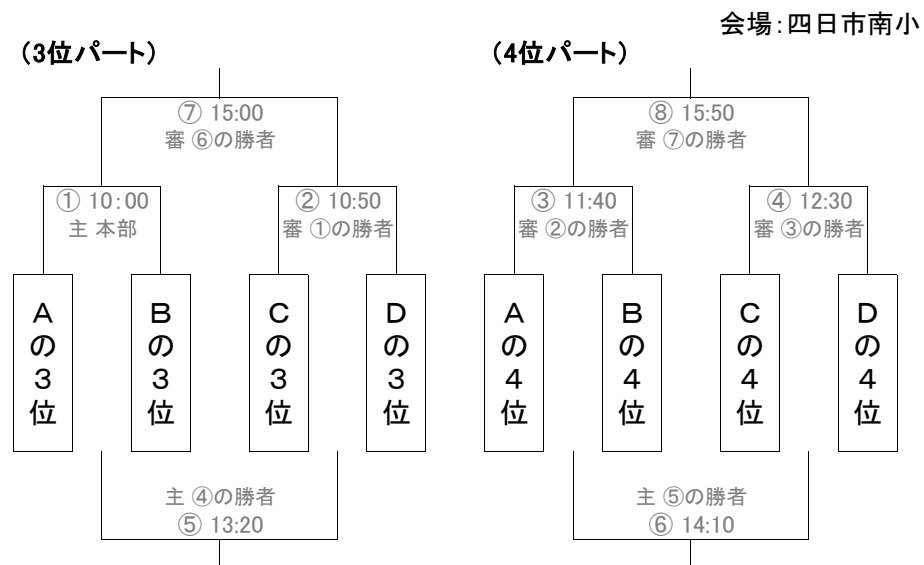 会場：四日市南小
（3位パート）
⑦ 15:00
審 ⑥の勝者
① 10：00
主 本部
② 10:50
審 ①の勝者
Aの3位
Bの3位
Cの3位
Dの3位
主 ④の勝者
⑤ 13:20
（4位パート）
⑧ 15:50
審 ⑦の勝者
③ 11:40
審 ②の勝者
④ 12:30
審 ③の勝者
Aの4位
Bの4位
Cの4位
Dの4位
主 ⑤の勝者
⑥ 14:10